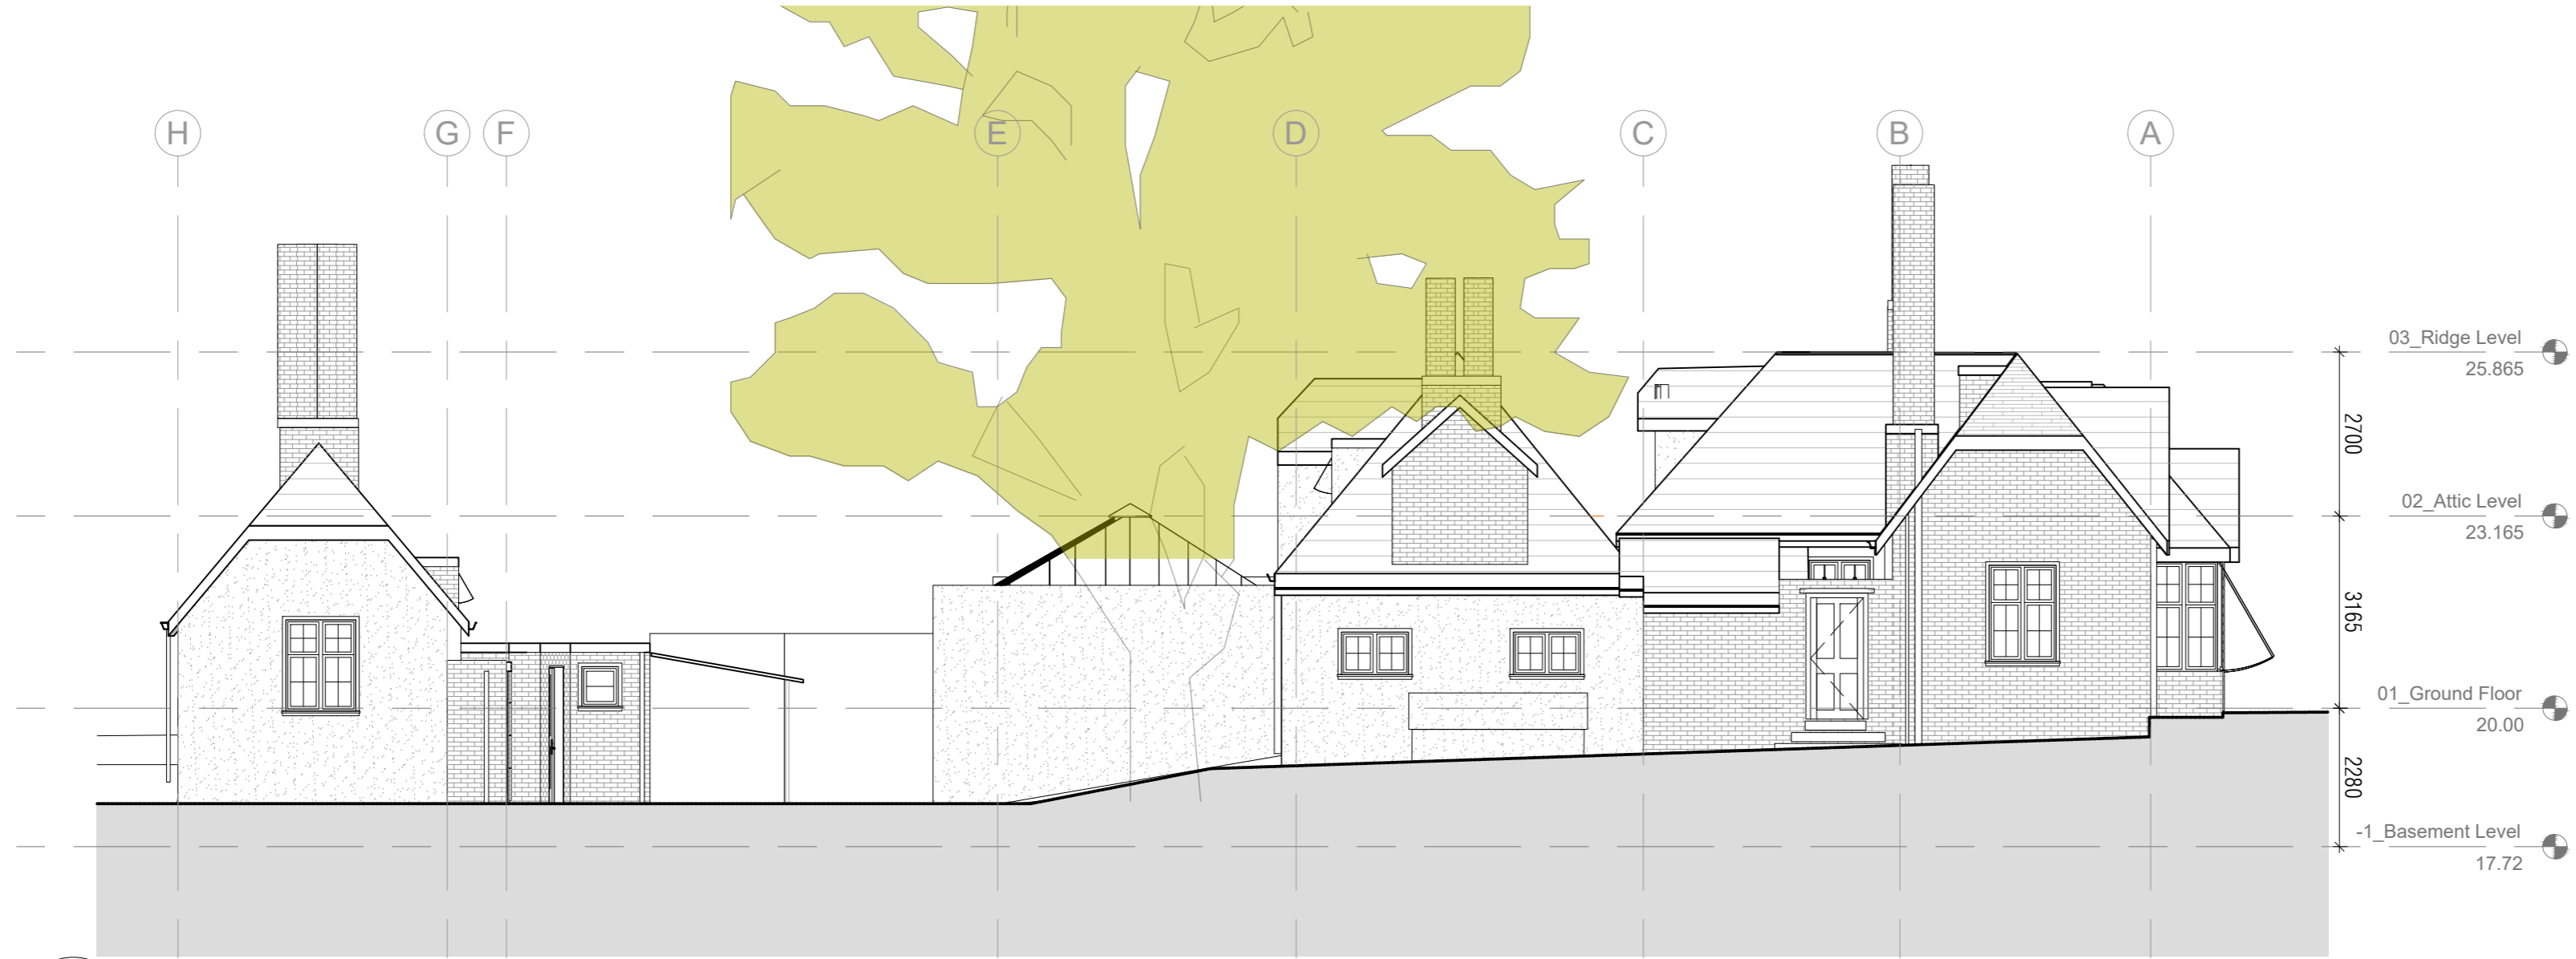 H G F E D C B A
03_Ridge Level
25.865
2700
02_Attic Level
23.165
3165
01_Ground Floor
20.00
2280
-1_Basement Level
17.72